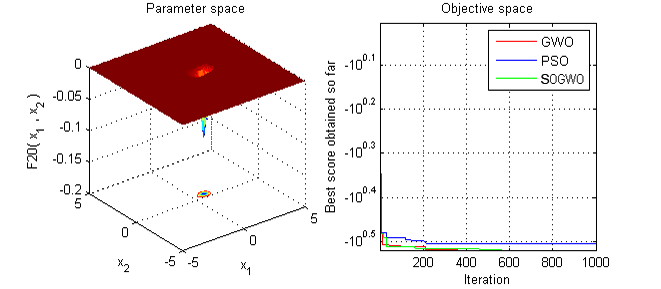 Parameter space
0
-0.05
-0.1
-0.15
-0.2
F20( x1 , x2 )
5
0
-5
x2
-5
0
5
x1
Objective space
Best score obtained so far
-10^0.1
-10^0.2
-10^0.3
-10^0.4
-10^0.5
GWO
PSO
SOGWO
200 400 600 800 1000
Iteration